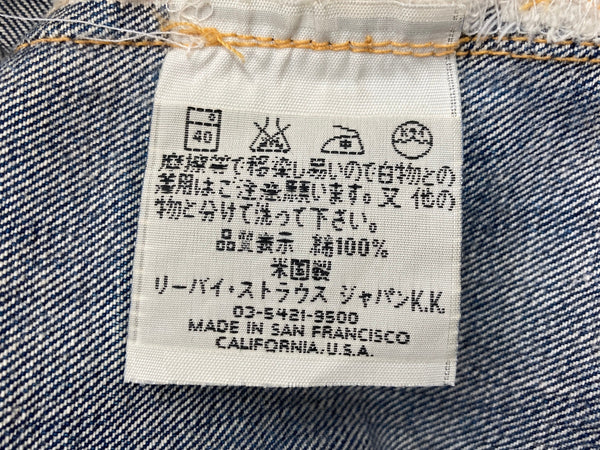 40
摩擦等で移染し易いので白物との
着用はご注意願います。又 他の
物と分けて洗って下さい。
品質表示 綿100%
米国製
リーバイ・ストラウス ジャパンK.K.
03-5421-9500
MADE IN SAN FRANCISCO
CALIFORNIA.U.S.A.